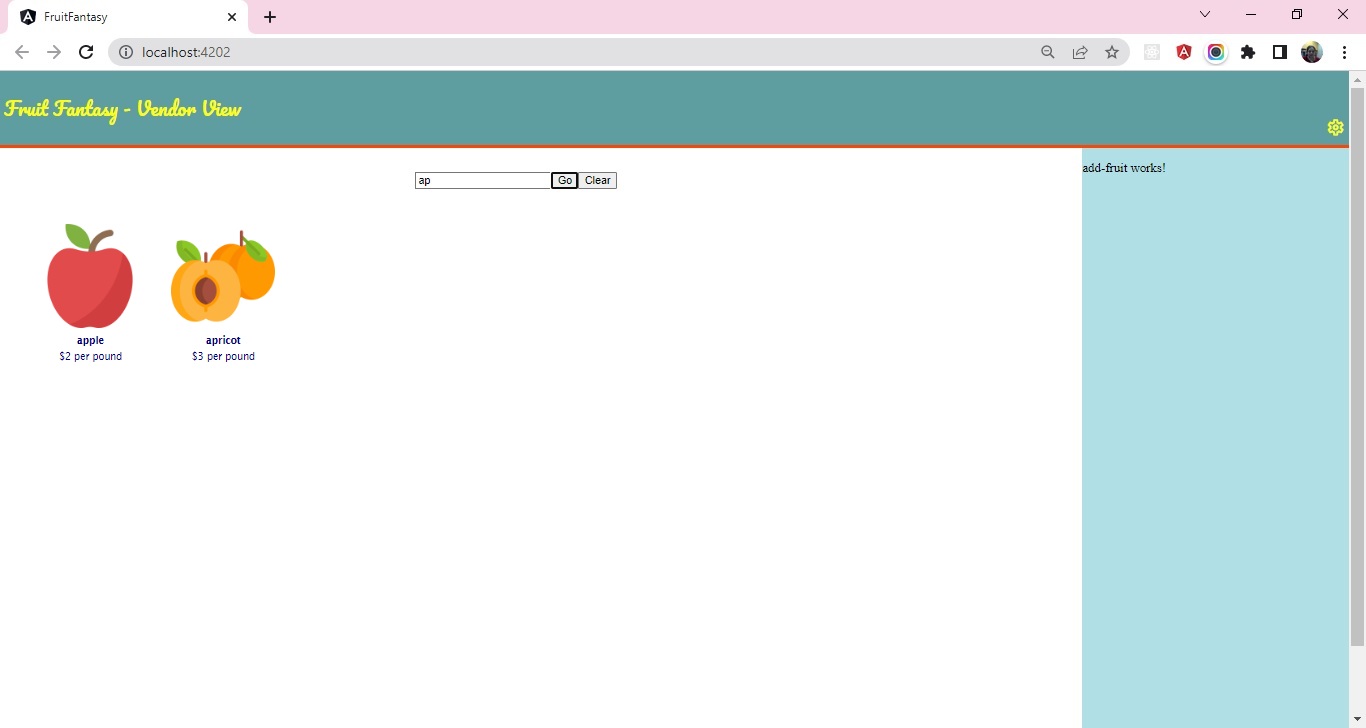 FruitFantasy
localhost:4202
Fruit Fantasy - Vendor View
ap Go Clear
add-fruit works!
apple apricot
$2 per pound $3 per pound